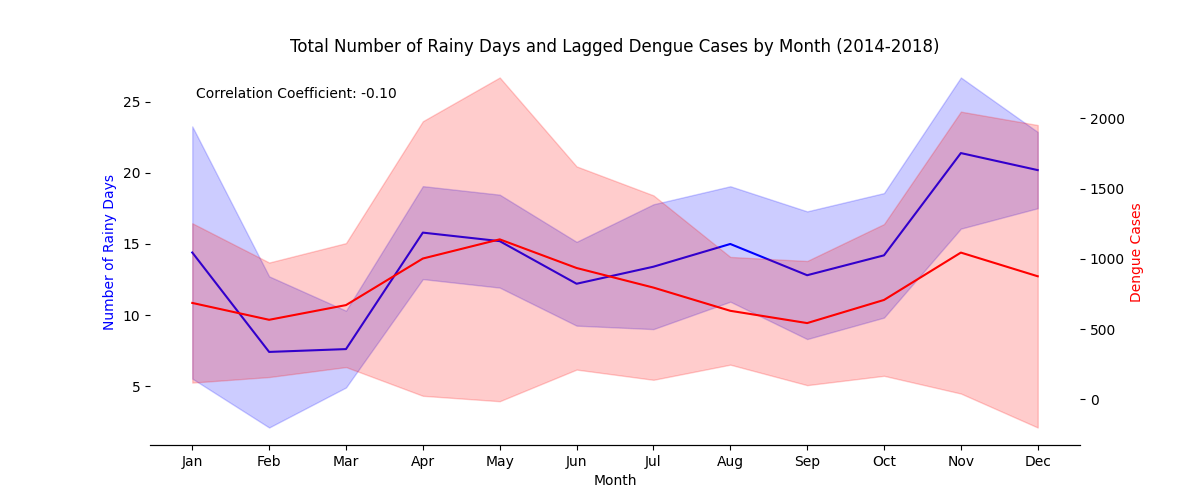 Total Number of Rainy Days and Lagged Dengue Cases by Month (2014-2018)
Correlation Coefficient: -0.10
Number of Rainy Days
25
20
15
10
5
2000
1500
1000
500
0
Dengue Cases
Jan Feb Mar Apr May Jun Jul Aug Sep Oct Nov Dec
Month